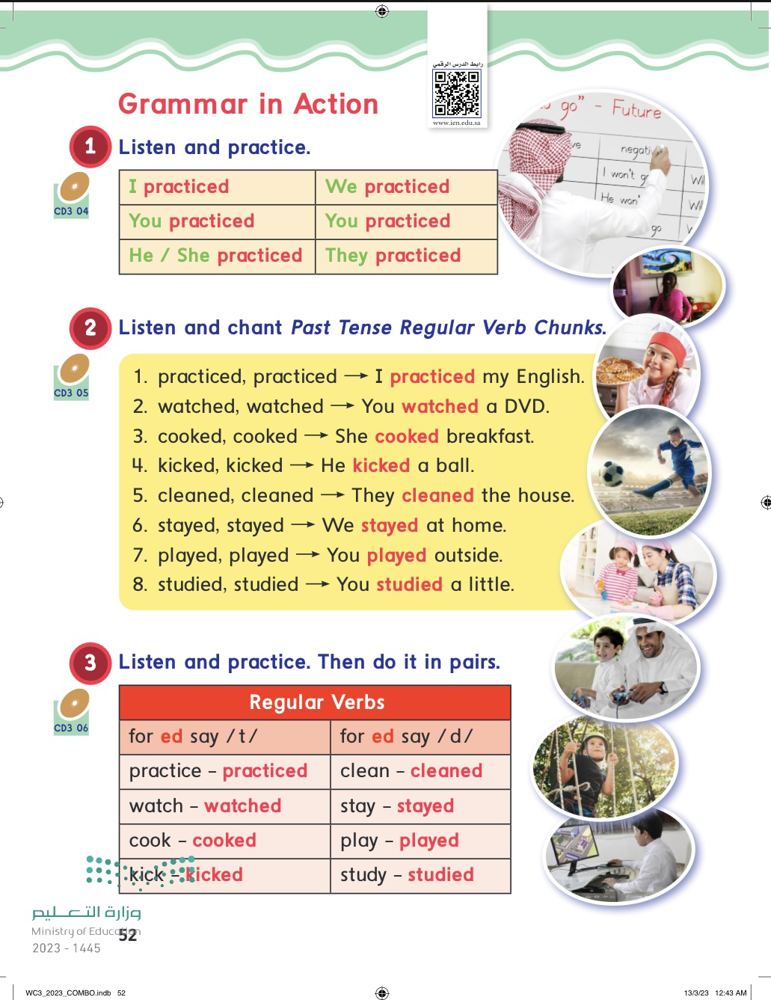 رابط الدرس الرقمي
www.ien.edu.sa
Grammar in Action
to go” – Future
ve negativ
I won't go Wil
He won' Wil
go W
1 Listen and practice.
CD3 04
I practiced We practiced
You practiced You practiced
He / She practiced They practiced
2 Listen and chant Past Tense Regular Verb Chunks.
CD3 05
1. practiced, practiced → I practiced my English.
2. watched, watched → You watched a DVD.
3. cooked, cooked → She cooked breakfast.
4. kicked, kicked → He kicked a ball.
5. cleaned, cleaned → They cleaned the house.
6. stayed, stayed → We stayed at home.
7. played, played → You played outside.
8. studied, studied → You studied a little.
3 Listen and practice. Then do it in pairs.
CD3 06
Regular Verbs
for ed say /t/ for ed say /d/
practice – practiced clean – cleaned
watch – watched stay – stayed
cook – cooked play – played
kick – kicked study – studied
وزارة التعليم
Ministry of Education
52
2023 - 1445
WC3_2023_COMBO.indb 52
13/3/23 12:43 AM